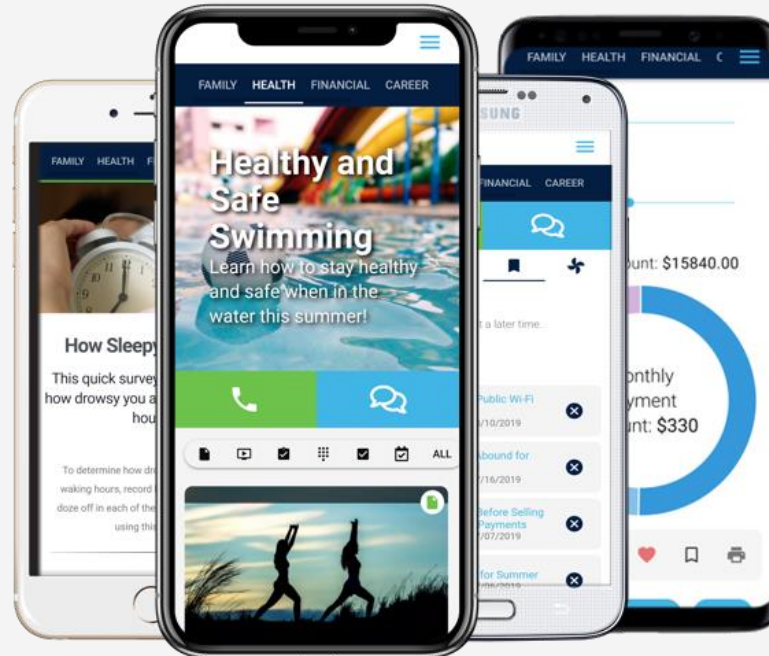 FAMILY HEALTH
How Sleepy
This quick survey
how drowsy you a
hou
To determine how dro
waking hours, record
doze off in each of the
using this
FAMILY HEALTH FINANCIAL CAREER
Healthy and
Safe
Swimming
Learn how to stay healthy
and safe when in the
water this summer!
ALL
SUNG
FINANCIAL CAREER
t a later time.
Public Wi-Fi
/10/2019
Abound for
/16/2019
Before Selling
Payments
/07/2019
for Summer
/06/2019
FAMILY HEALTH FINANCIAL C
unt: $15840.00
onthly
yment
unt: $330